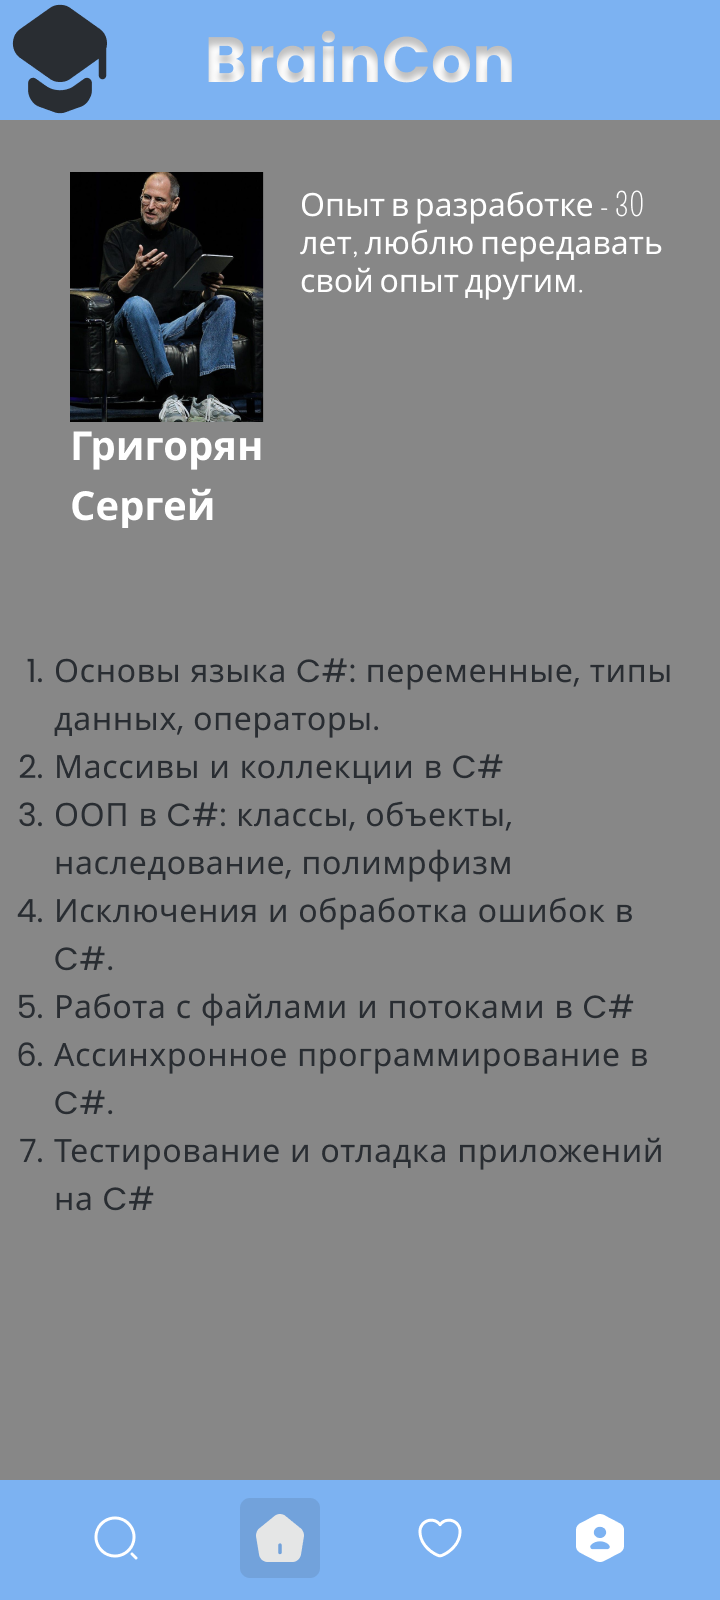 BrainCon
Опыт в разработке - 30
лет, люблю передавать
свой опыт другим.
Григорян
Сергей
1. Основы языка C#: переменные, типы
данных, операторы.
2. Массивы и коллекции в C#
3. ООП в C#: классы, объекты,
наследование, полимрфизм
4. Исключения и обработка ошибок в
C#.
5. Работа с файлами и потоками в C#
6. Ассинхронное программирование в
C#.
7. Тестирование и отладка приложений
на C#